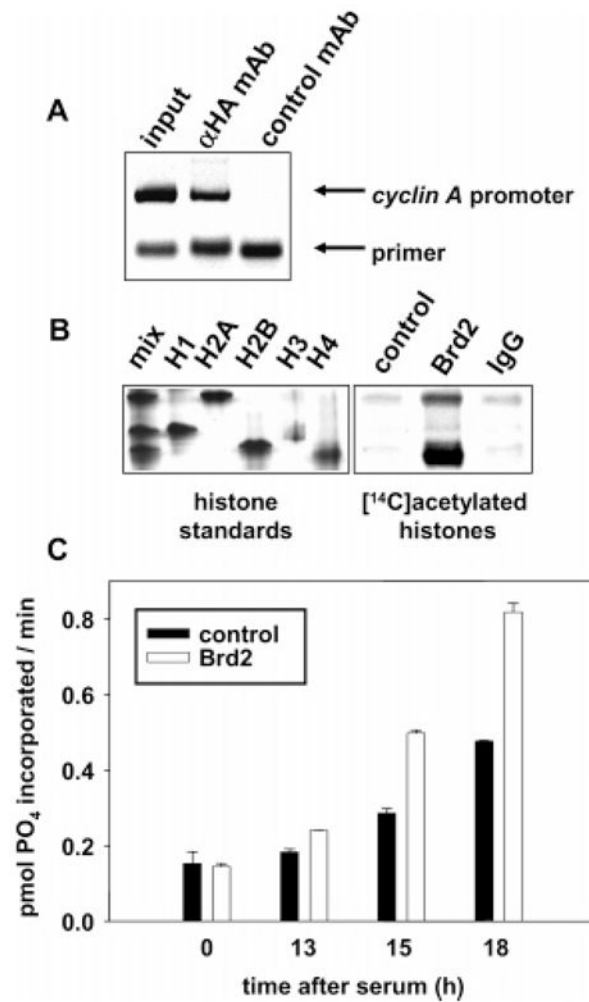 A
input
αHA mAb
control mAb
cyclin A promoter
primer
B
mix
H1
H2A
H2B
H3
H4
control
Brd2
IgG
histone
standards
[¹⁴C]acetylated
histones
C
control
Brd2
pmol PO₄ incorporated / min
0.8
0.6
0.4
0.2
0.0
0 13 15 18
time after serum (h)